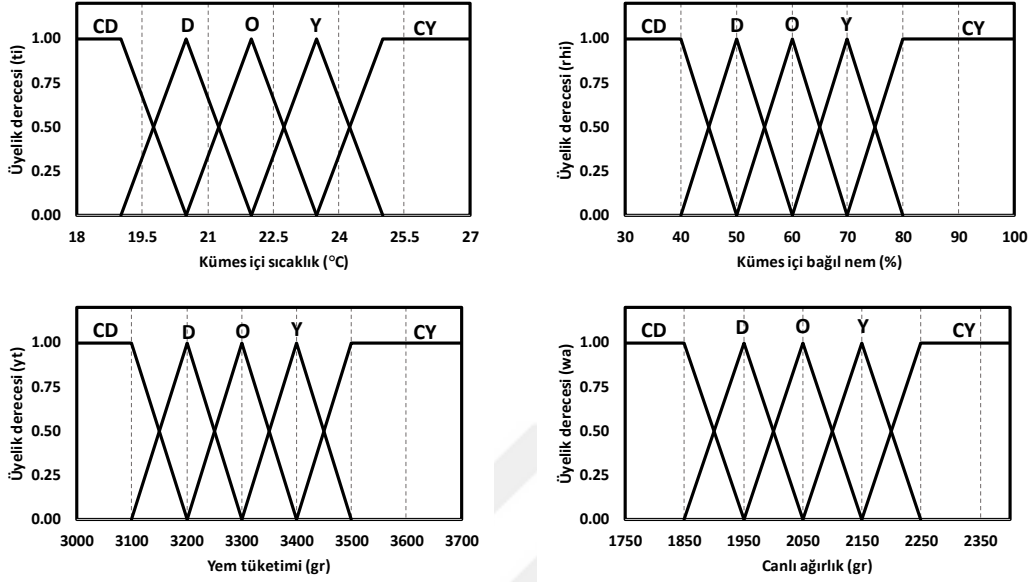 CD D O Y CY
Üyelik derecesi (ti)
1.00
0.75
0.50
0.25
0.00
18 19.5 21 22.5 24 25.5 27
Kümes içi sıcaklık (°C)
CD D O Y CY
Üyelik derecesi (rhi)
1.00
0.75
0.50
0.25
0.00
30 40 50 60 70 80 90 100
Kümes içi bağıl nem (%)
CD D O Y CY
Üyelik derecesi (yt)
1.00
0.75
0.50
0.25
0.00
3000 3100 3200 3300 3400 3500 3600 3700
Yem tüketimi (gr)
CD D O Y CY
Üyelik derecesi (wa)
1.00
0.75
0.50
0.25
0.00
1750 1850 1950 2050 2150 2250 2350
Canlı ağırlık (gr)